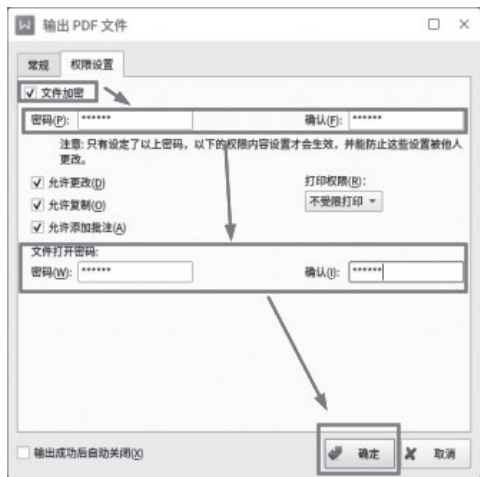 W 输出 PDF 文件
常规 权限设置
文件加密
密码(P): ****** 确认(F): ******
注意: 只有设定了以上密码，以下的权限内容设置才会生效，并能防止这些设置被他人
更改。
允许更改(D) 打印权限(R):
允许复制(O) 不受限打印
允许添加批注(A)
文件打开密码:
密码(W): ****** 确认(I): ******
输出成功后自动关闭(X) 确定 取消